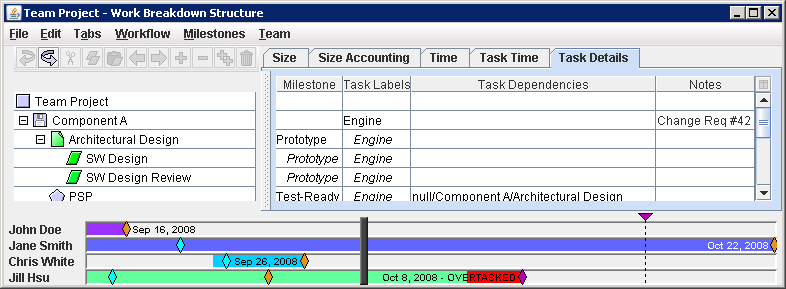 Team Project - Work Breakdown Structure
File Edit Tabs Workflow Milestones Team
Size Size Accounting Time Task Time Task Details
Milestone Task Labels Task Dependencies Notes
Team Project
Component A Engine Change Req #42
Architectural Design Prototype Engine
SW Design Prototype Engine
SW Design Review Prototype Engine
PSP Test-Ready Engine null/Component A/Architectural Design
John Doe Sep 16, 2008
Jane Smith Oct 22, 2008
Chris White Sep 26, 2008
Jill Hsu Oct 8, 2008 - OVERTASKED